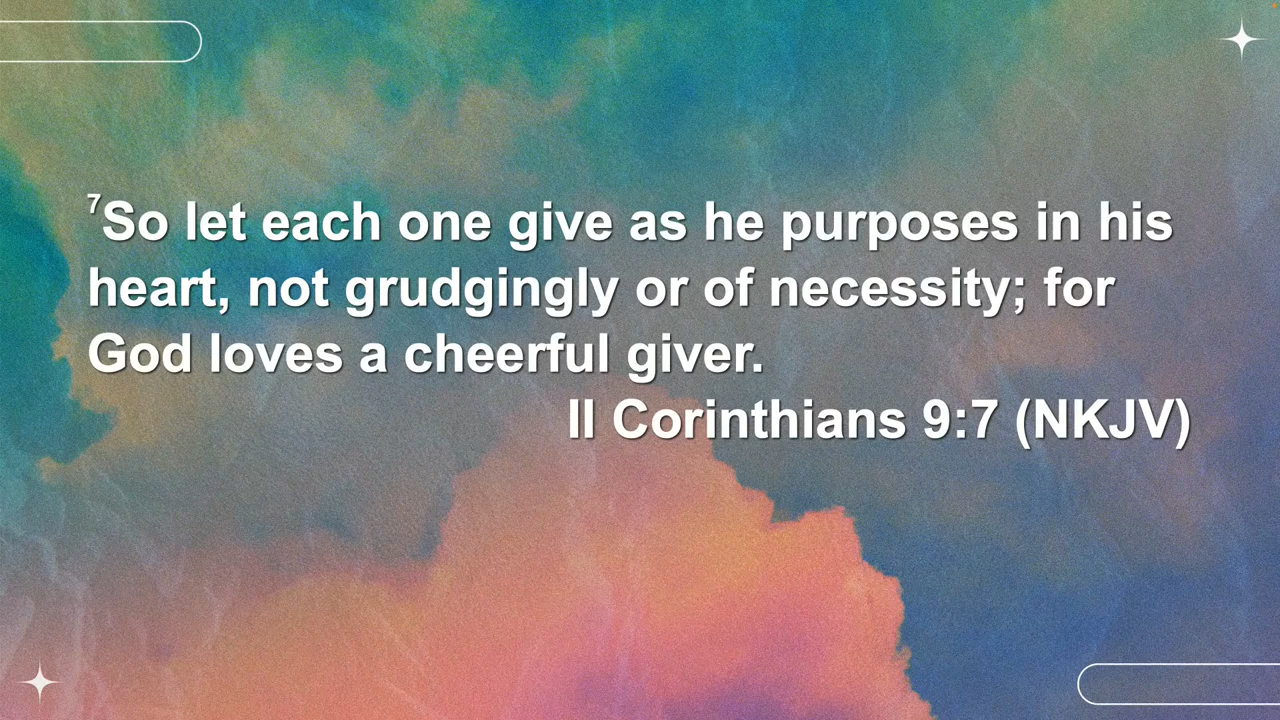 7So let each one give as he purposes in his
heart, not grudgingly or of necessity; for
God loves a cheerful giver.
II Corinthians 9:7 (NKJV)